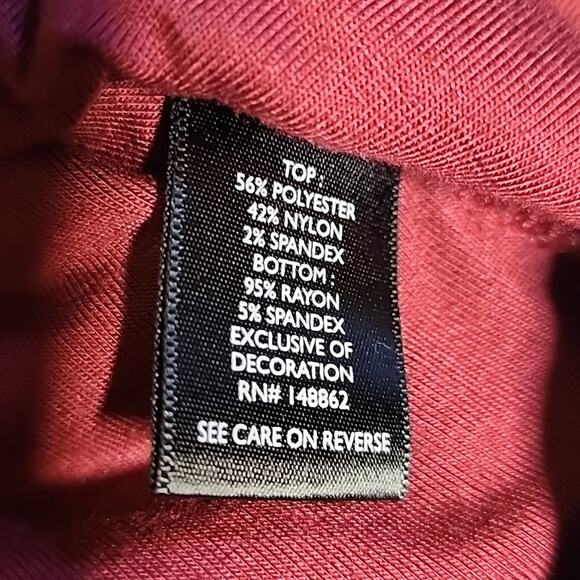 TOP :
56% POLYESTER
42% NYLON
2% SPANDEX
BOTTOM :
95% RAYON
5% SPANDEX
EXCLUSIVE OF
DECORATION
RN# 148862
SEE CARE ON REVERSE